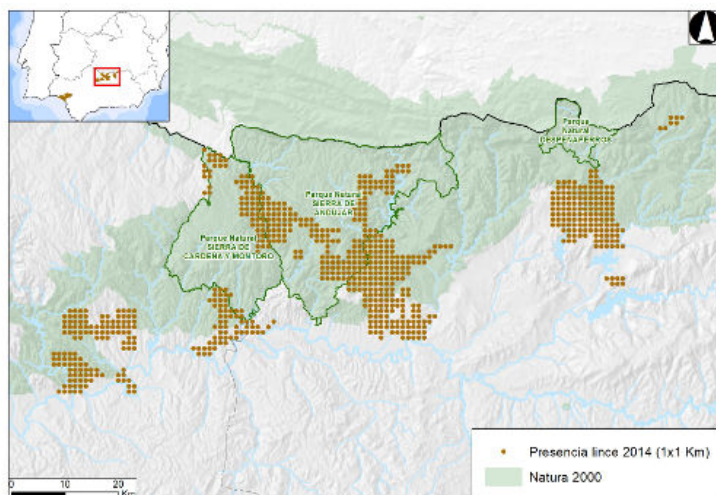 Parque
Natural
DESPEÑAPERROS
Parque Natural
SIERRA DE
ANDÚJAR
Parque Natural
SIERRA DE
CARDEÑA Y MONTORO
Presencia lince 2014 (1x1 Km)
Natura 2000
0 10 20
Km